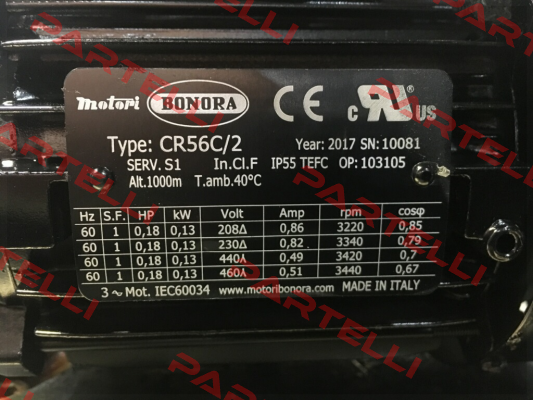 motori BONORA CE c UR US
Type: CR56C/2 Year: 2017 SN: 10081
SERV. S1 In.Cl.F IP55 TEFC OP: 103105
Alt.1000m T.amb.40°C
Hz S.F. HP kW Volt Amp rpm cosφ
60 1 0,18 0,13 208Δ 0,86 3220 0,85
60 1 0,18 0,13 230Δ 0,82 3340 0,79
60 1 0,18 0,13 440⅄ 0,49 3420 0,7
60 1 0,18 0,13 460⅄ 0,51 3440 0,67
3~Mot. IEC60034 www.motoribonora.com MADE IN ITALY
PARTELLI
PARTELLI
PARTELLI
PARTELLI
PARTELLI